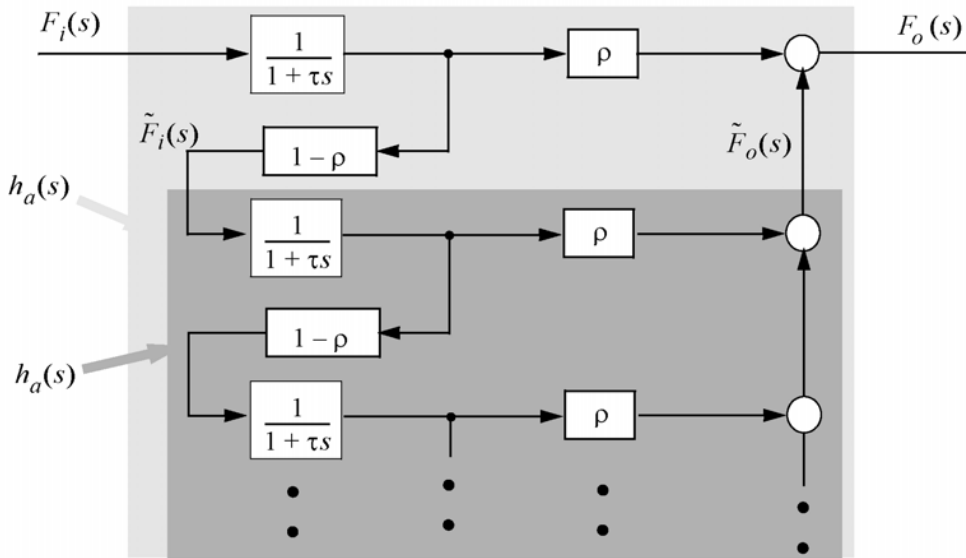 F_i(s)
1
1 + τs
ρ
F_o(s)
F̃_i(s)
1 − ρ
F̃_o(s)
h_a(s)
1
1 + τs
ρ
1 − ρ
h_a(s)
1
1 + τs
ρ